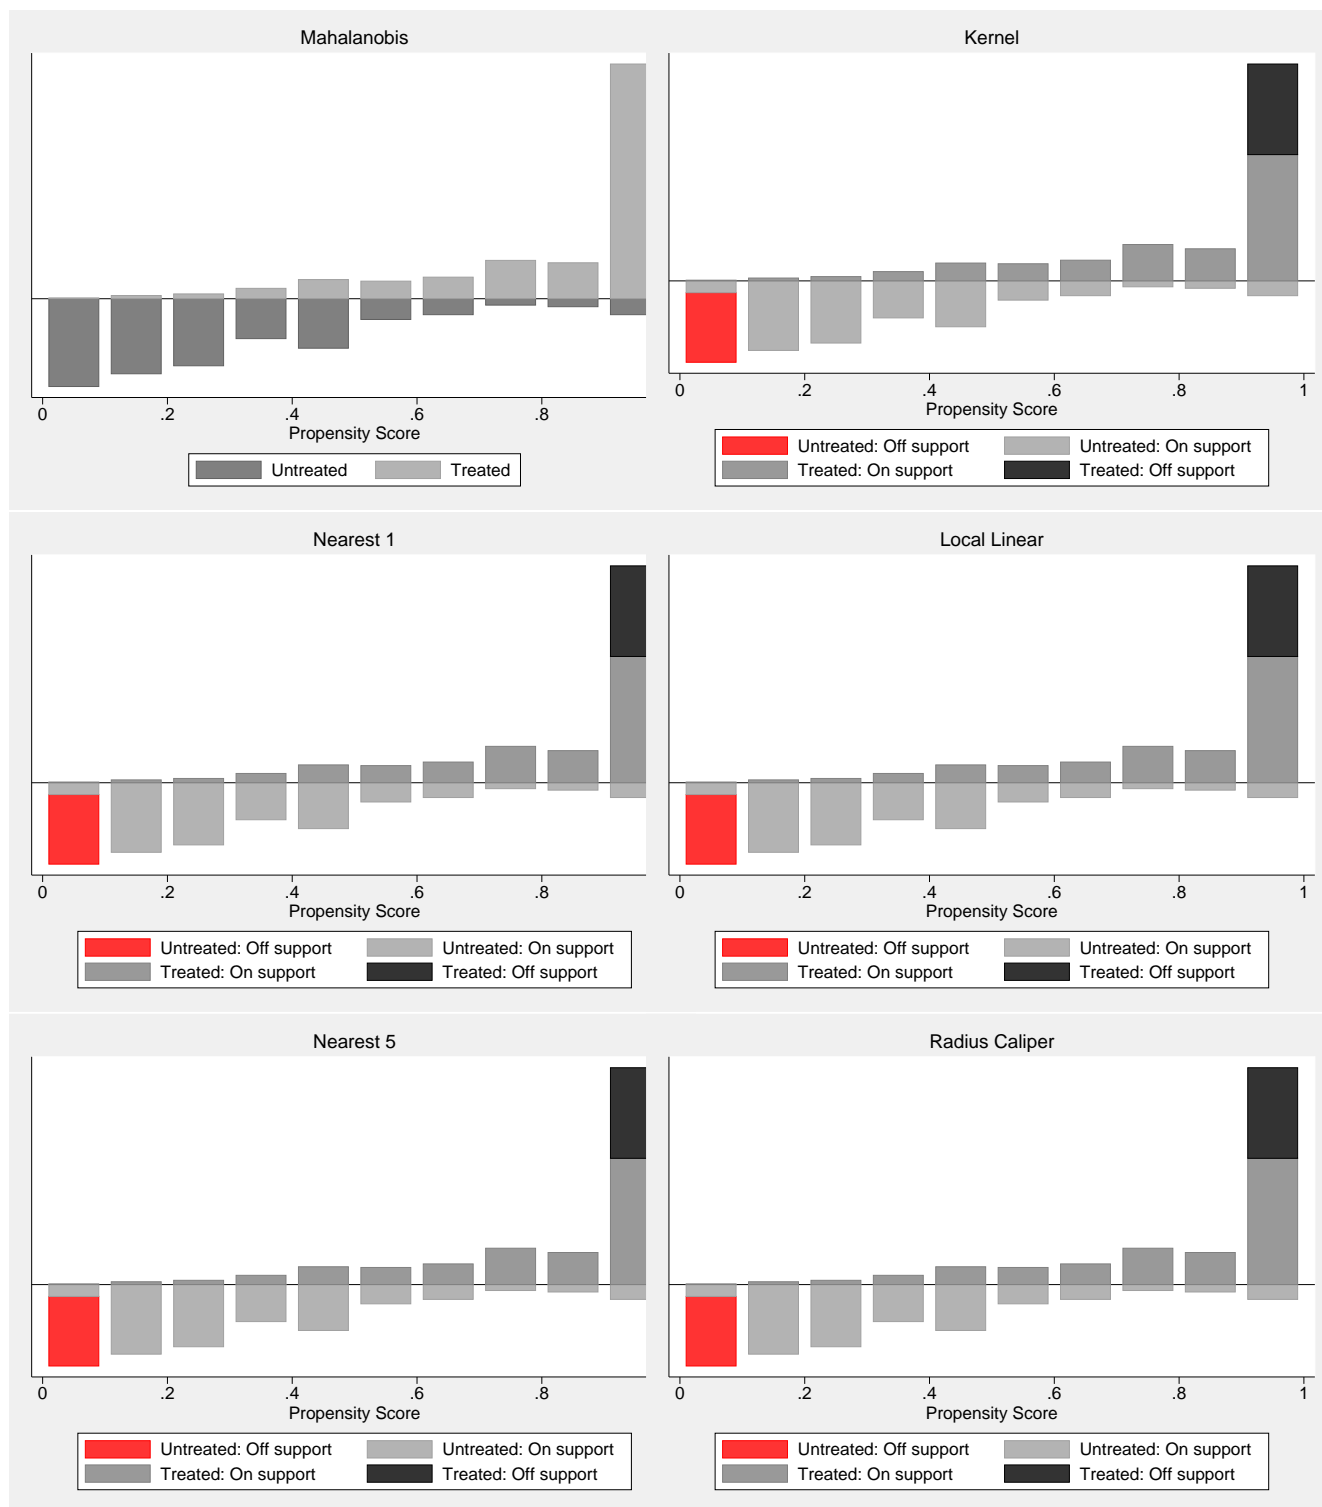 Mahalanobis
0 .2 .4 .6 .8
Propensity Score
Untreated Treated
Kernel
0 .2 .4 .6 .8 1
Propensity Score
Untreated: Off support Untreated: On support
Treated: On support Treated: Off support
Nearest 1
0 .2 .4 .6 .8
Propensity Score
Untreated: Off support Untreated: On support
Treated: On support Treated: Off support
Local Linear
0 .2 .4 .6 .8 1
Propensity Score
Untreated: Off support Untreated: On support
Treated: On support Treated: Off support
Nearest 5
0 .2 .4 .6 .8
Propensity Score
Untreated: Off support Untreated: On support
Treated: On support Treated: Off support
Radius Caliper
0 .2 .4 .6 .8 1
Propensity Score
Untreated: Off support Untreated: On support
Treated: On support Treated: Off support